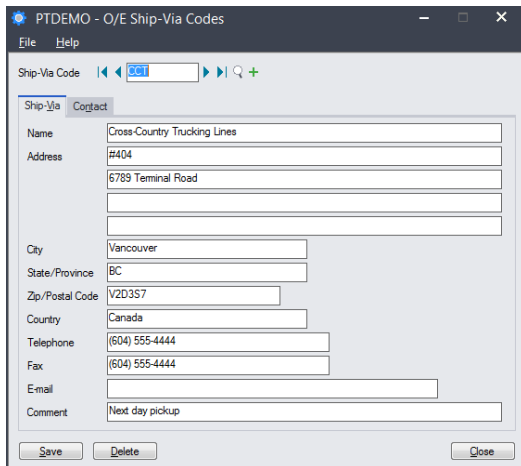 PTDEMO - O/E Ship-Via Codes
File Help
Ship-Via Code CCT
Ship-Via Contact
Name Cross-Country Trucking Lines
Address #404
6789 Terminal Road
City Vancouver
State/Province BC
Zip/Postal Code V2D3S7
Country Canada
Telephone (604) 555-4444
Fax (604) 555-4444
E-mail
Comment Next day pickup
Save Delete Close